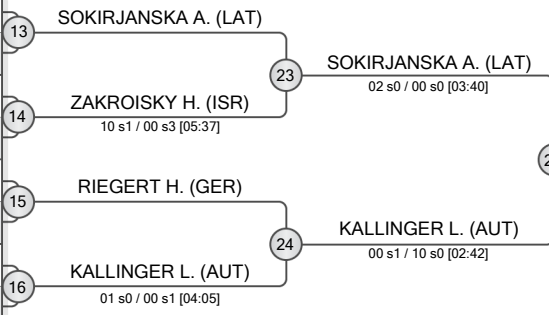 SOKIRJANSKA A. (LAT)
13
23
SOKIRJANSKA A. (LAT)
02 s0 / 00 s0 [03:40]
ZAKROISKY H. (ISR)
14
10 s1 / 00 s3 [05:37]
RIEGERT H. (GER)
15
24
KALLINGER L. (AUT)
00 s1 / 10 s0 [02:42]
KALLINGER L. (AUT)
16
01 s0 / 00 s1 [04:05]